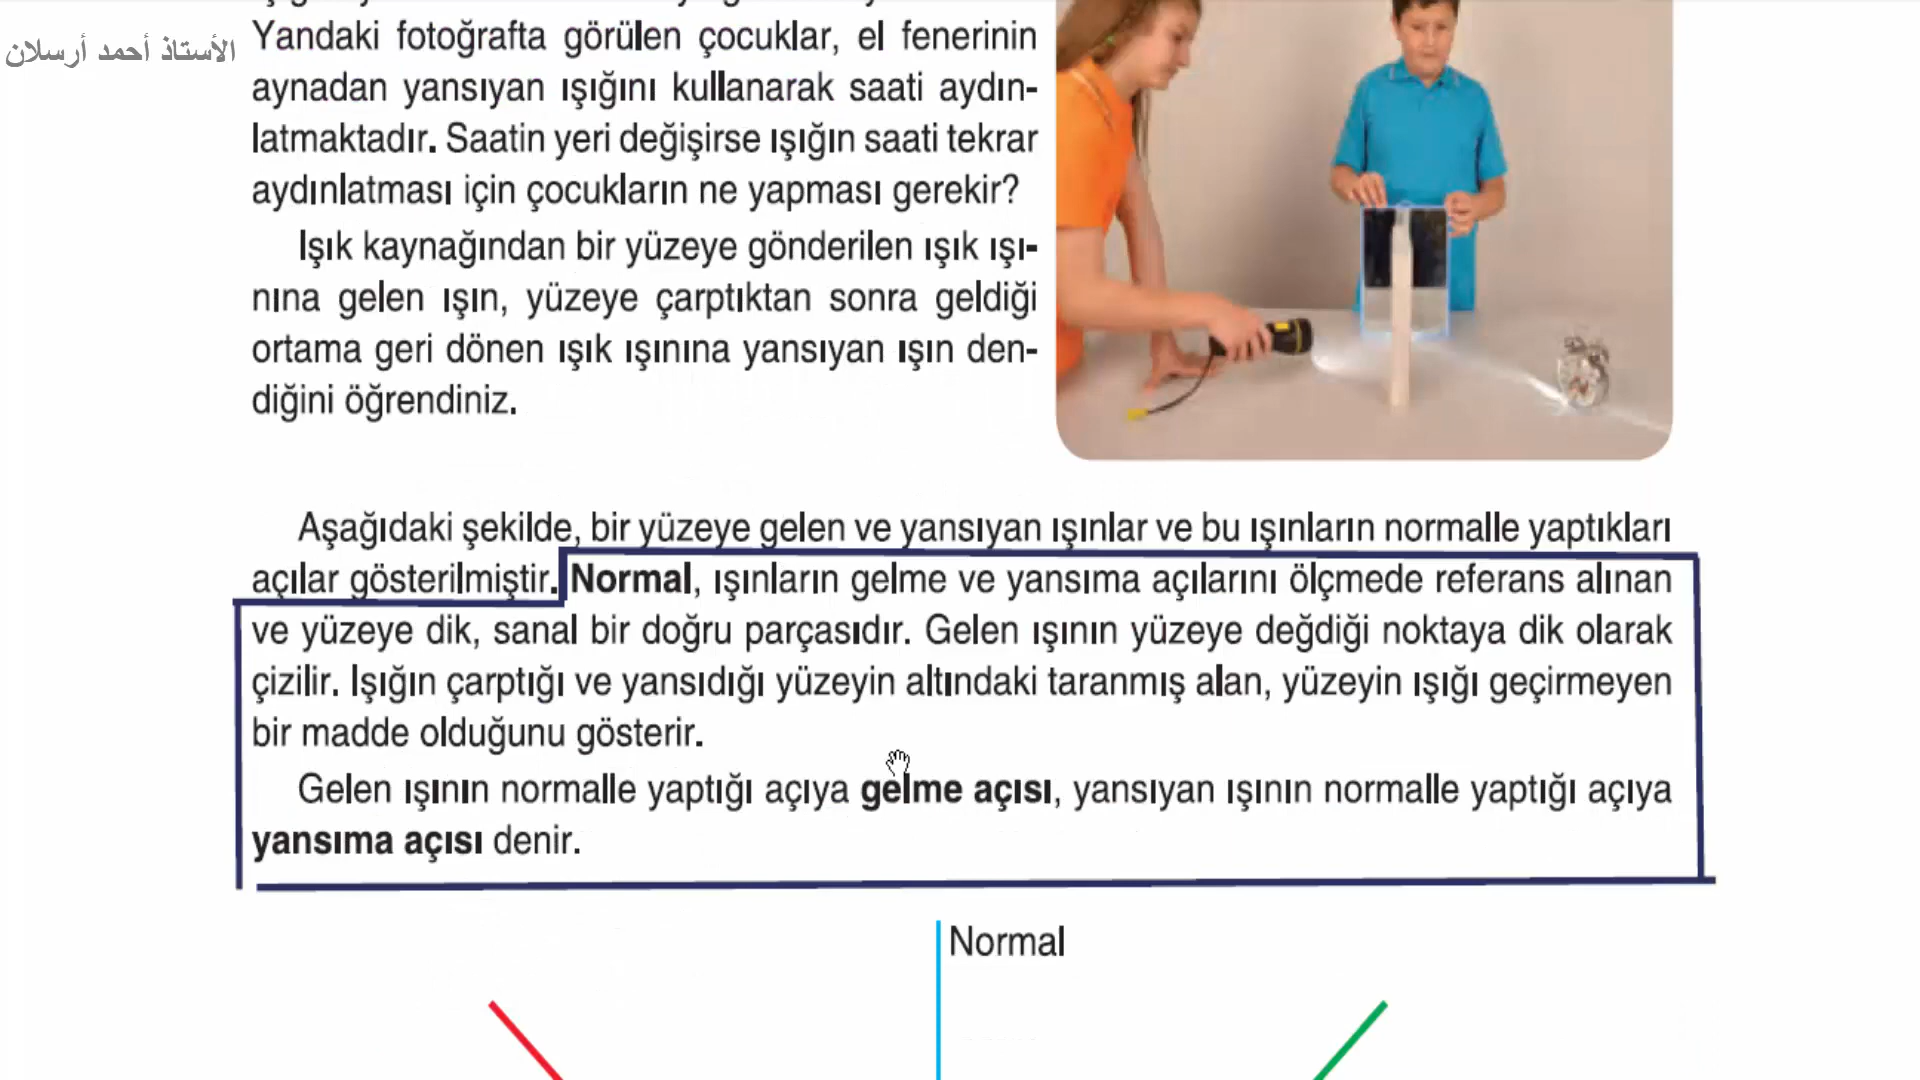 الأستاذ أحمد أرسلان
Yandaki fotoğrafta görülen çocuklar, el fenerinin
aynadan yansıyan ışığını kullanarak saati aydın-
latmaktadır. Saatin yeri değişirse ışığın saati tekrar
aydınlatması için çocukların ne yapması gerekir?
Işık kaynağından bir yüzeye gönderilen ışık ışı-
nına gelen ışın, yüzeye çarptıktan sonra geldiği
ortama geri dönen ışık ışınına yansıyan ışın den-
diğini öğrendiniz.
Aşağıdaki şekilde, bir yüzeye gelen ve yansıyan ışınlar ve bu ışınların normalle yaptıkları
açılar gösterilmiştir. Normal, ışınların gelme ve yansıma açılarını ölçmede referans alınan
ve yüzeye dik, sanal bir doğru parçasıdır. Gelen ışının yüzeye değdiği noktaya dik olarak
çizilir. Işığın çarptığı ve yansıdığı yüzeyin altındaki taranmış alan, yüzeyin ışığı geçirmeyen
bir madde olduğunu gösterir.
Gelen ışının normalle yaptığı açıya gelme açısı, yansıyan ışının normalle yaptığı açıya
yansıma açısı denir.
Normal